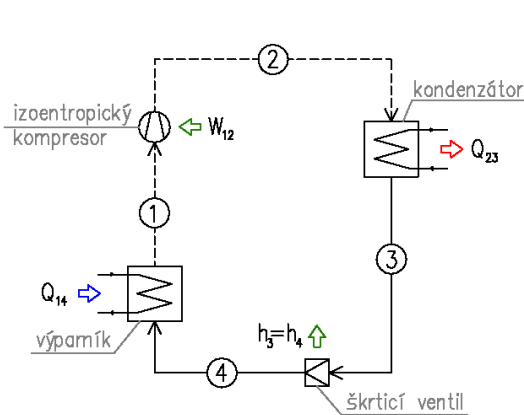 2
kondenzátor
izoentropický
kompresor
W12
Q23
1
3
Q14
h3=h4
výparník
4
škrticí ventil